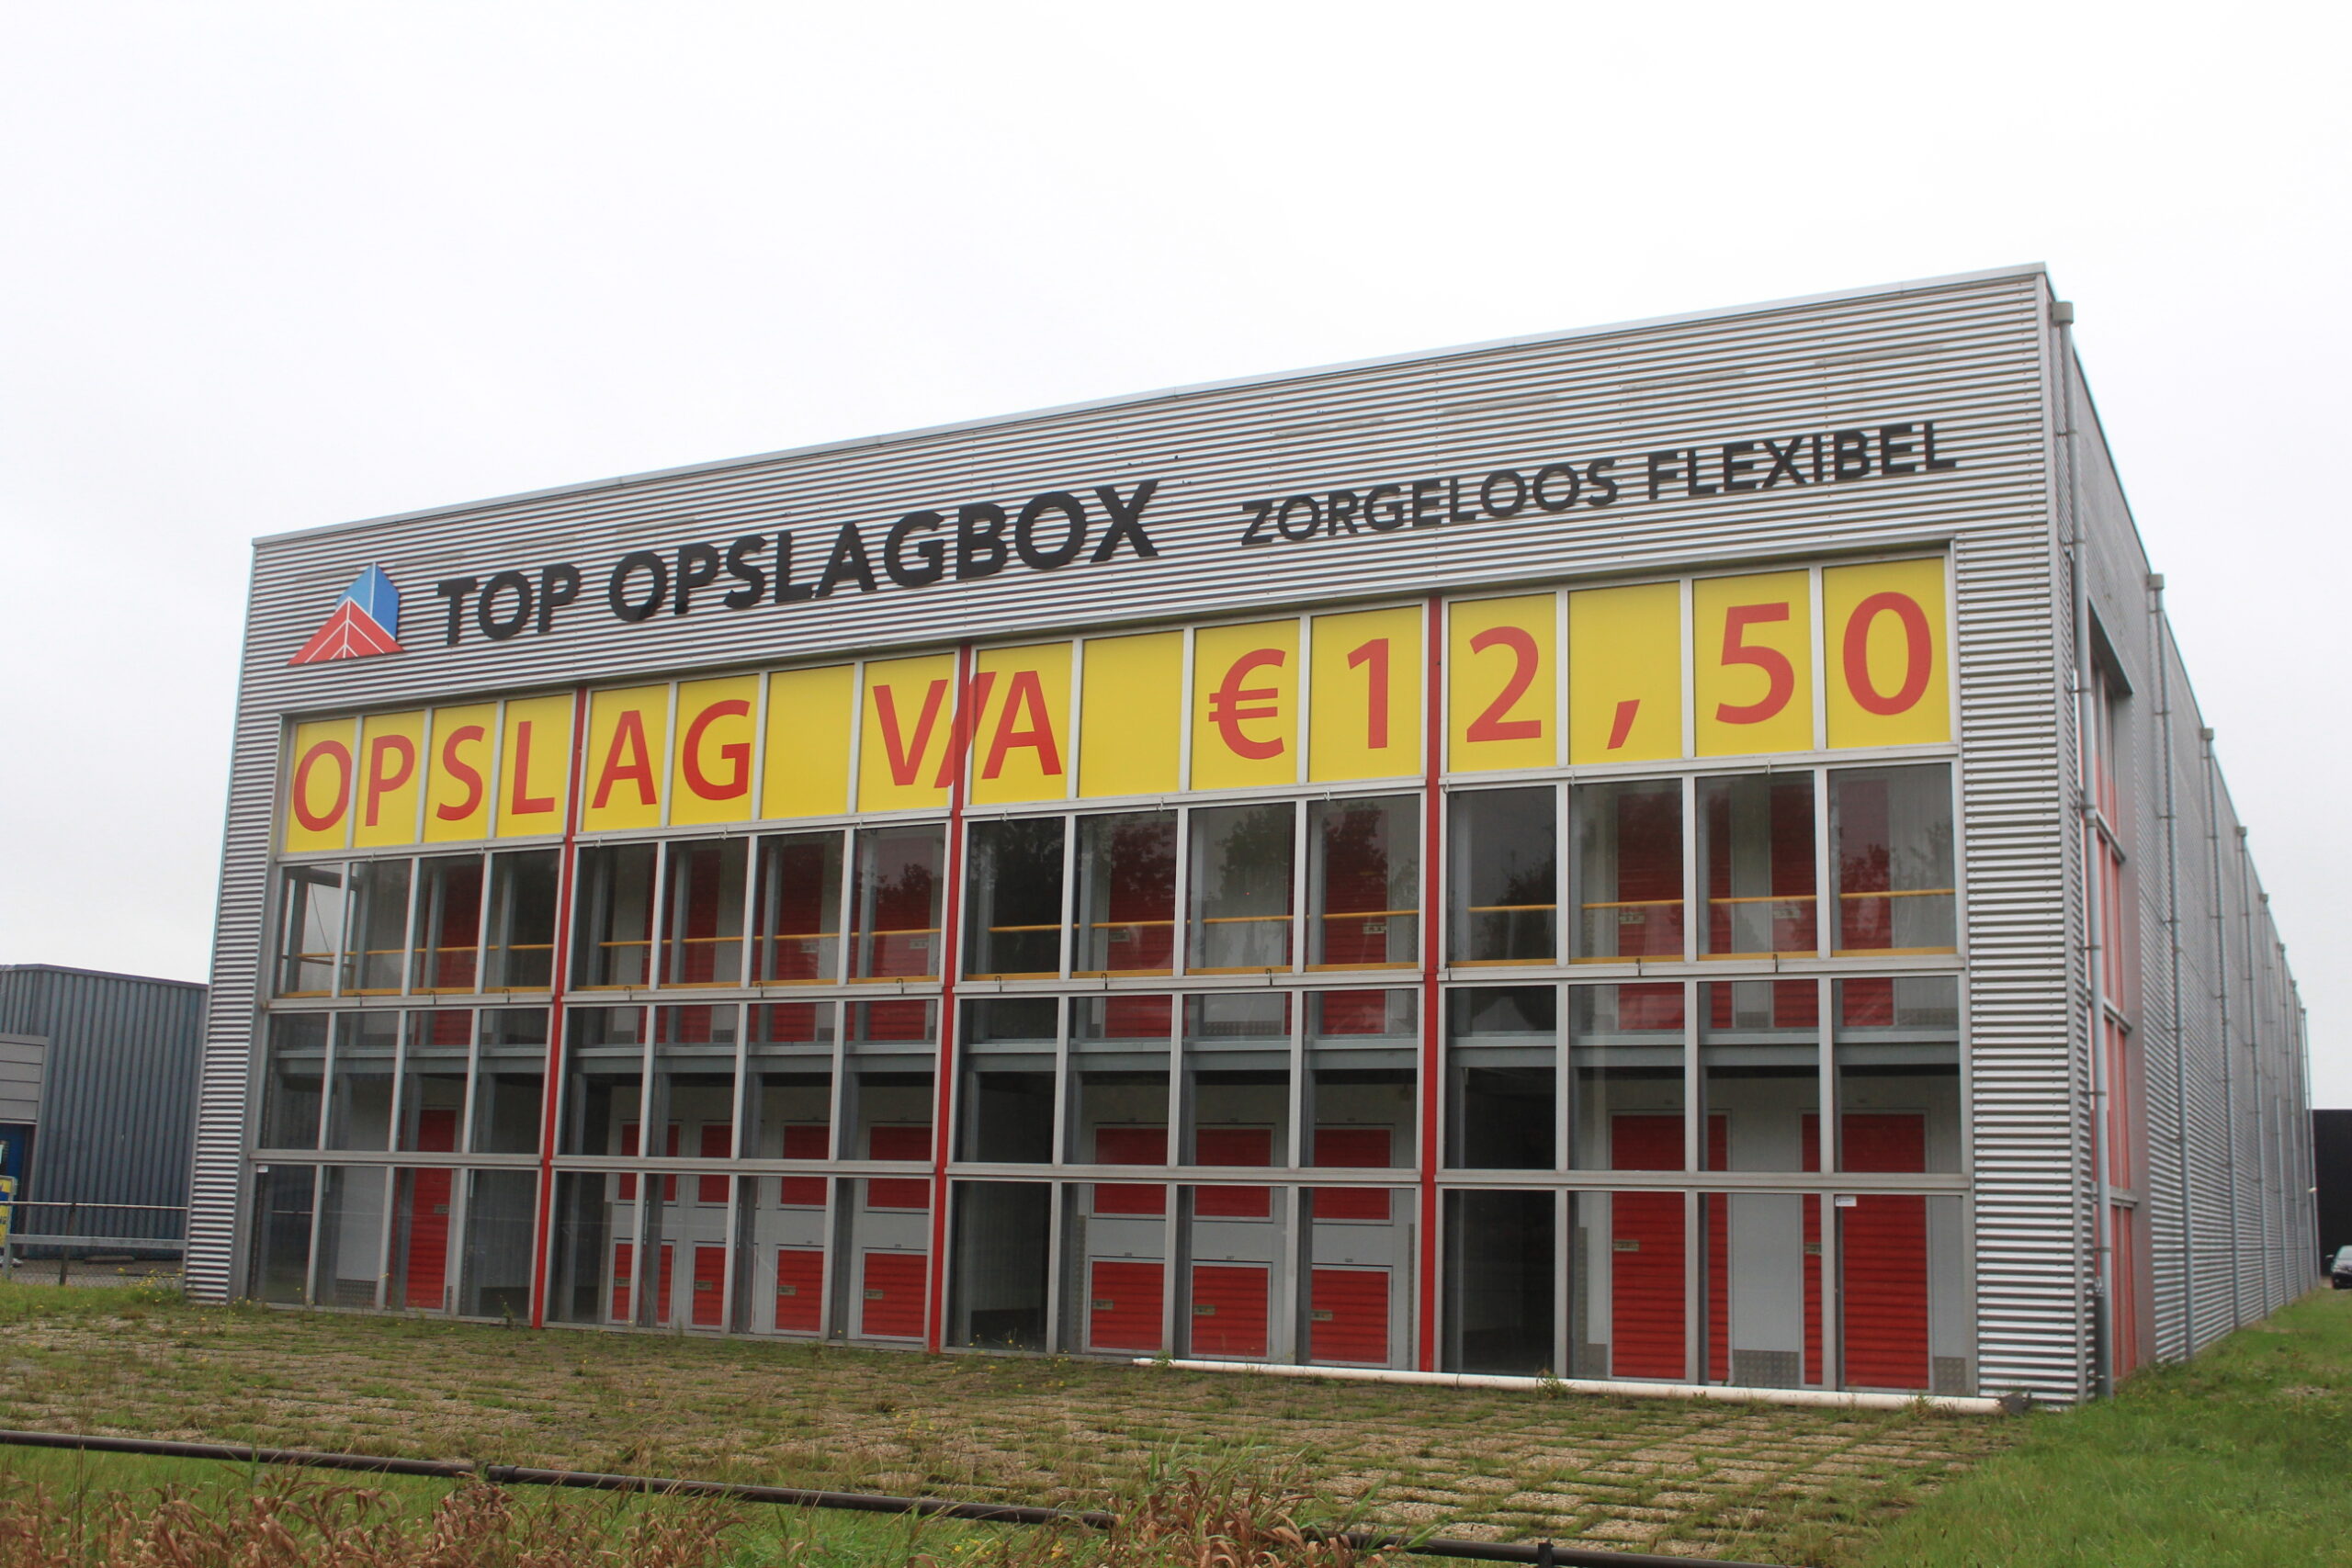 TOP OPSLAGBOX ZORGELOOS FLEXIBEL
OPSLAG V/A €12,50